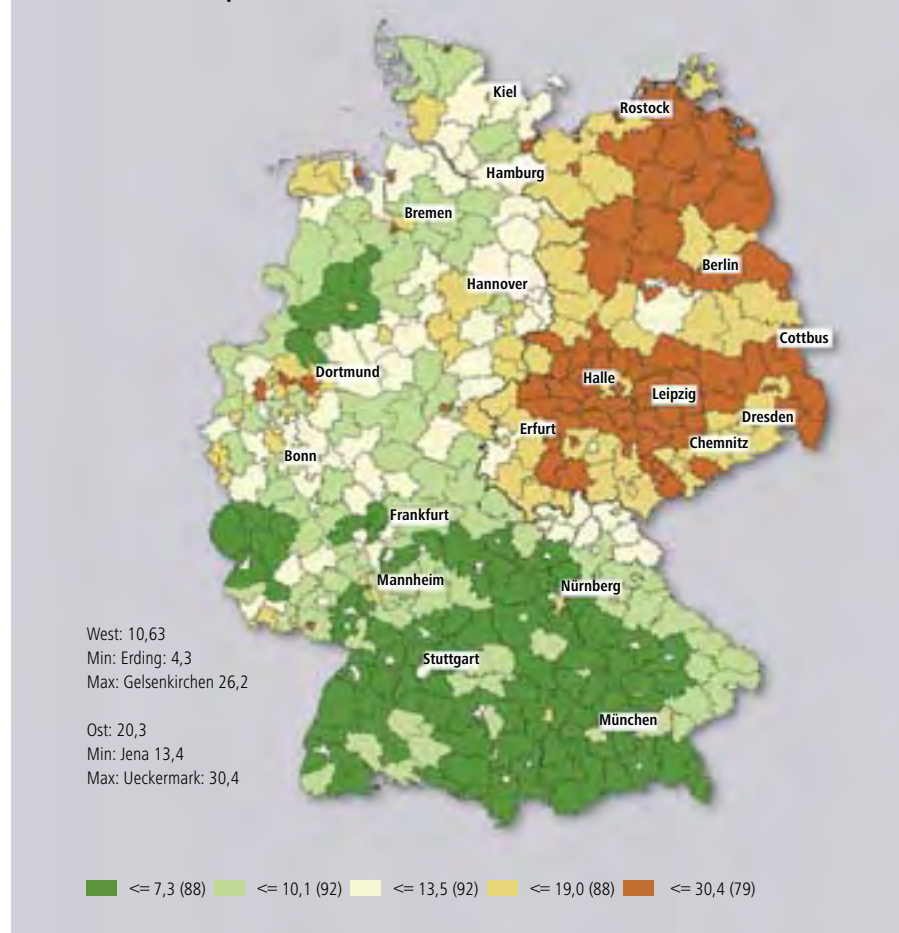 Kiel
Rostock
Hamburg
Bremen
Berlin
Hannover
Cottbus
Dortmund
Halle
Leipzig
Dresden
Erfurt
Chemnitz
Bonn
Frankfurt
Mannheim
Nürnberg
West: 10,63
Min: Erding: 4,3
Stuttgart
Max: Gelsenkirchen 26,2
München
Ost: 20,3
Min: Jena 13,4
Max: Ueckermark: 30,4
<= 7,3 (88) <= 10,1 (92) <= 13,5 (92) <= 19,0 (88) <= 30,4 (79)